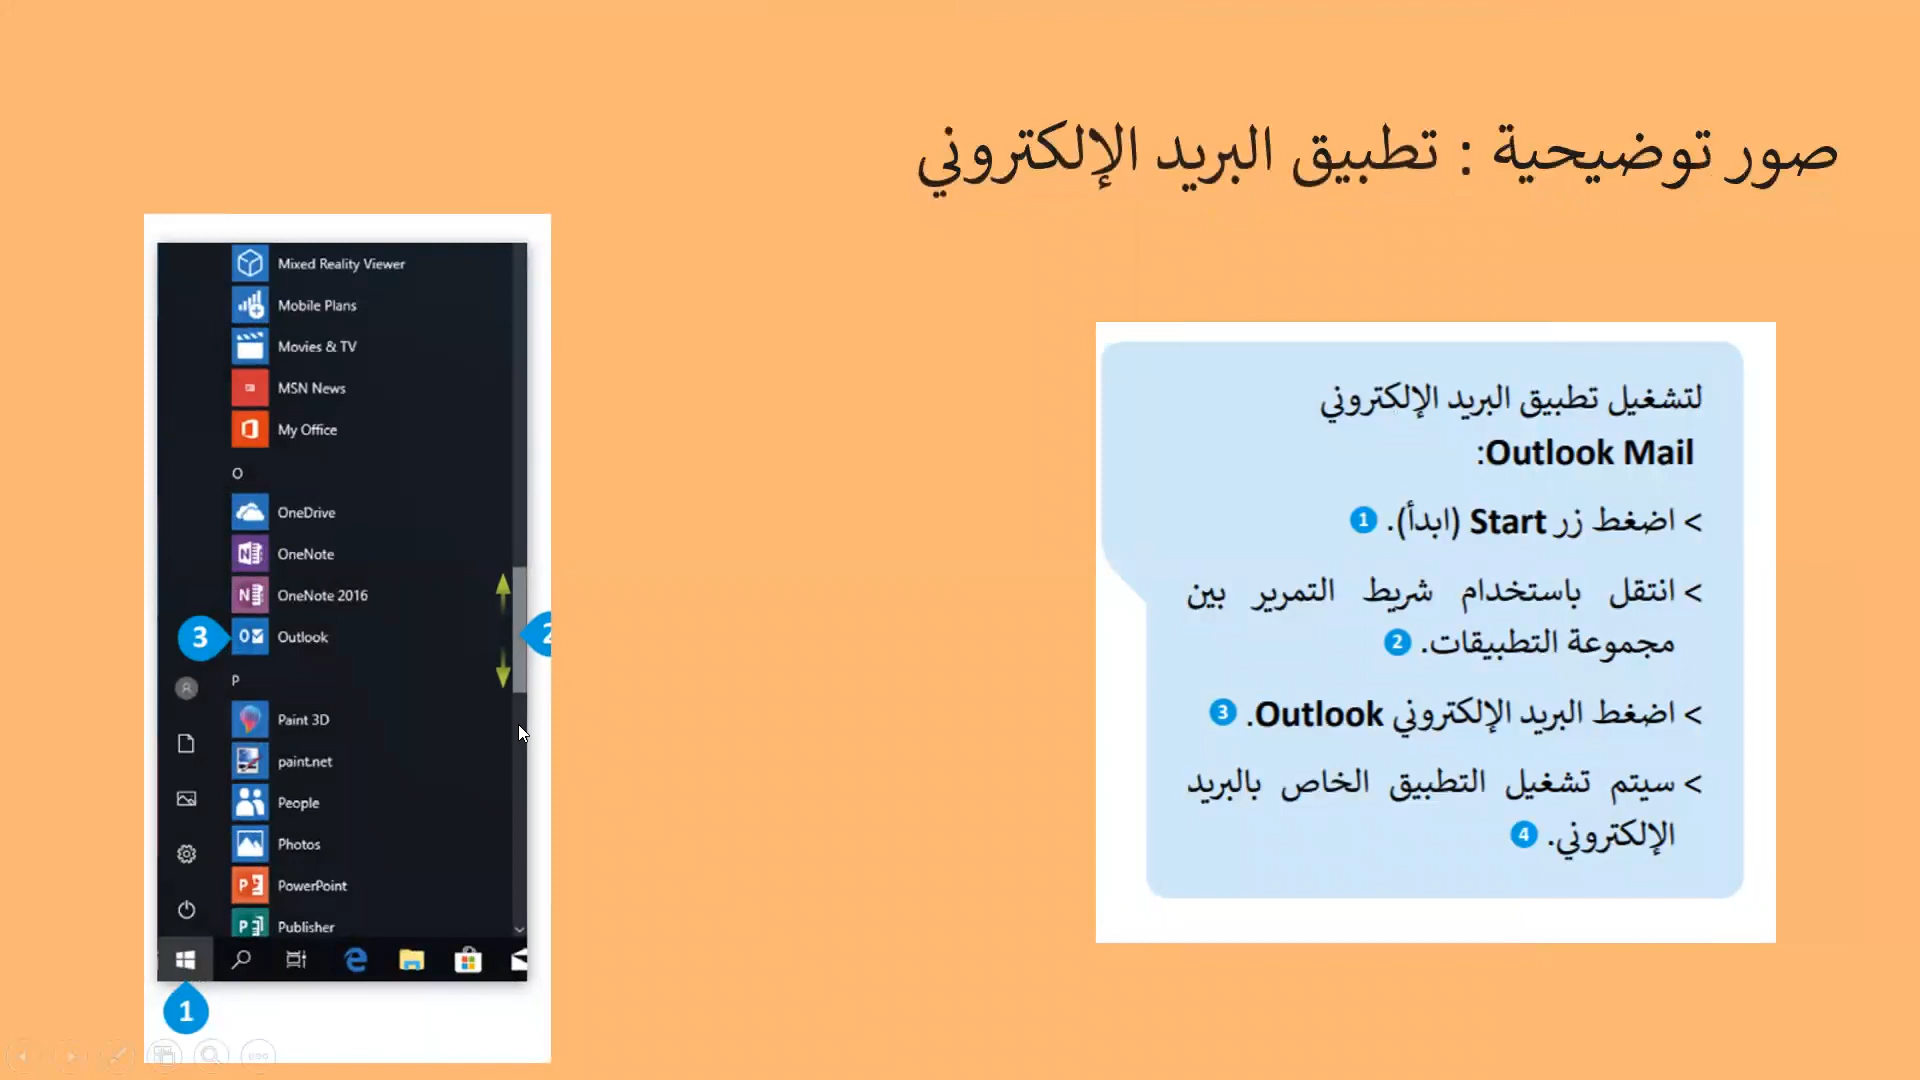 صور توضيحية : تطبيق البريد الإلكتروني
لتشغيل تطبيق البريد الإلكتروني
Outlook Mail:
> اضغط زر Start (ابدأ). 1
> انتقل باستخدام شريط التمرير بين
مجموعة التطبيقات. 2
> اضغط البريد الإلكتروني Outlook. 3
> سيتم تشغيل التطبيق الخاص بالبريد
الإلكتروني. 4
Mixed Reality Viewer
Mobile Plans
Movies & TV
MSN News
My Office
O
OneDrive
OneNote
OneNote 2016
3 Outlook 2
P
Paint 3D
paint.net
People
Photos
PowerPoint
Publisher
1